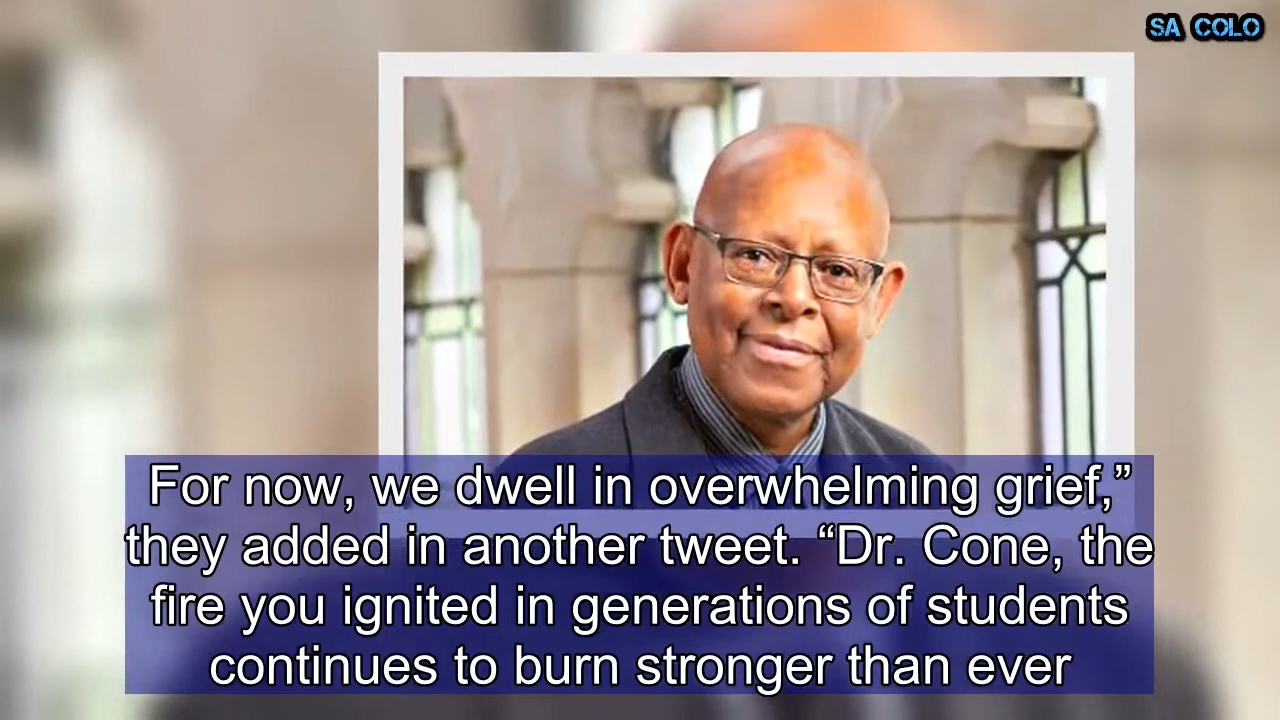 SA COLO
For now, we dwell in overwhelming grief,”
they added in another tweet. “Dr. Cone, the
fire you ignited in generations of students
continues to burn stronger than ever